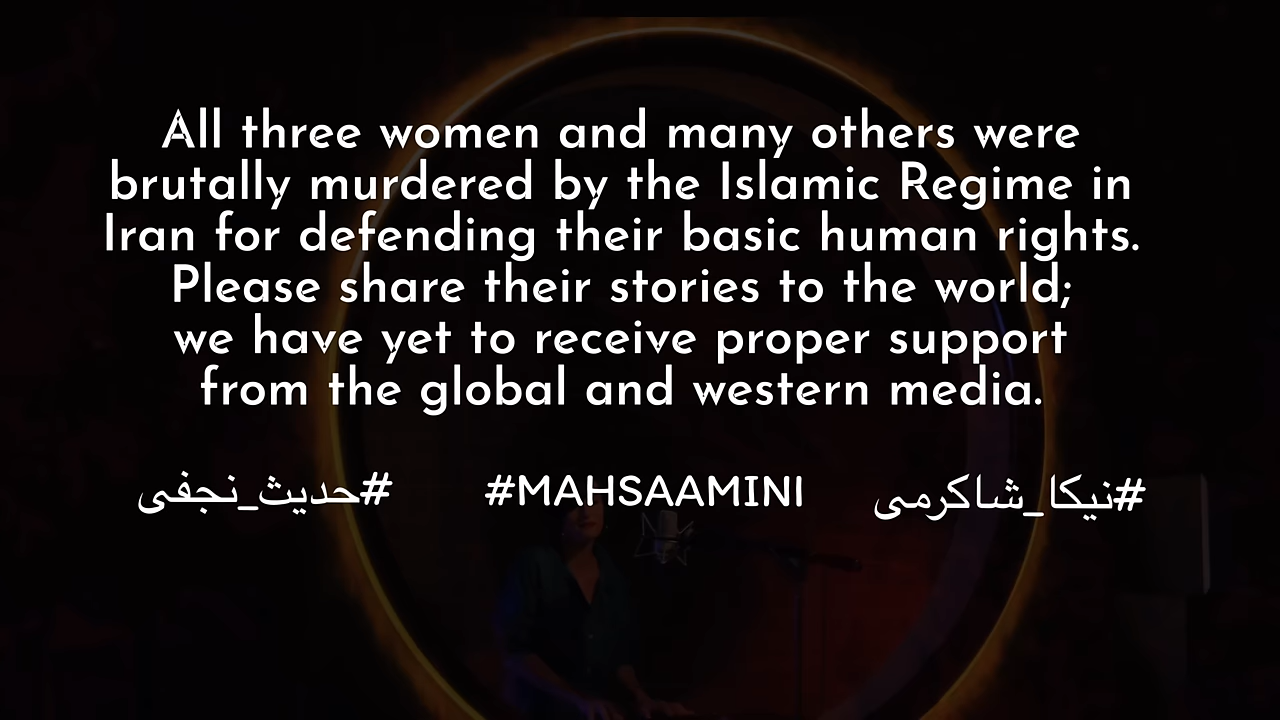 All three women and many others were
brutally murdered by the Islamic Regime in
Iran for defending their basic human rights.
Please share their stories to the world;
we have yet to receive proper support
from the global and western media.
#حدیث_نجفی
#MAHSAAMINI
#نیکا_شاکرمی